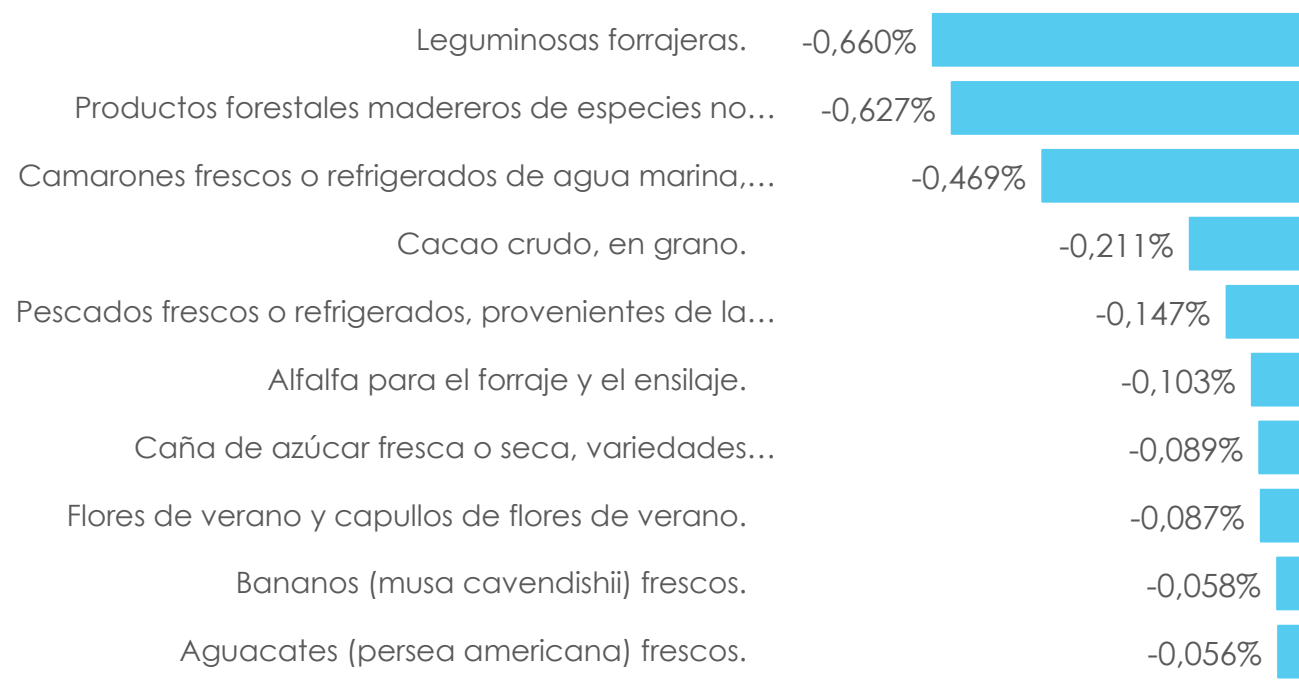 Leguminosas forrajeras. -0,660%
Productos forestales madereros de especies no… -0,627%
Camarones frescos o refrigerados de agua marina,… -0,469%
Cacao crudo, en grano. -0,211%
Pescados frescos o refrigerados, provenientes de la… -0,147%
Alfalfa para el forraje y el ensilaje. -0,103%
Caña de azúcar fresca o seca, variedades… -0,089%
Flores de verano y capullos de flores de verano. -0,087%
Bananos (musa cavendishii) frescos. -0,058%
Aguacates (persea americana) frescos. -0,056%